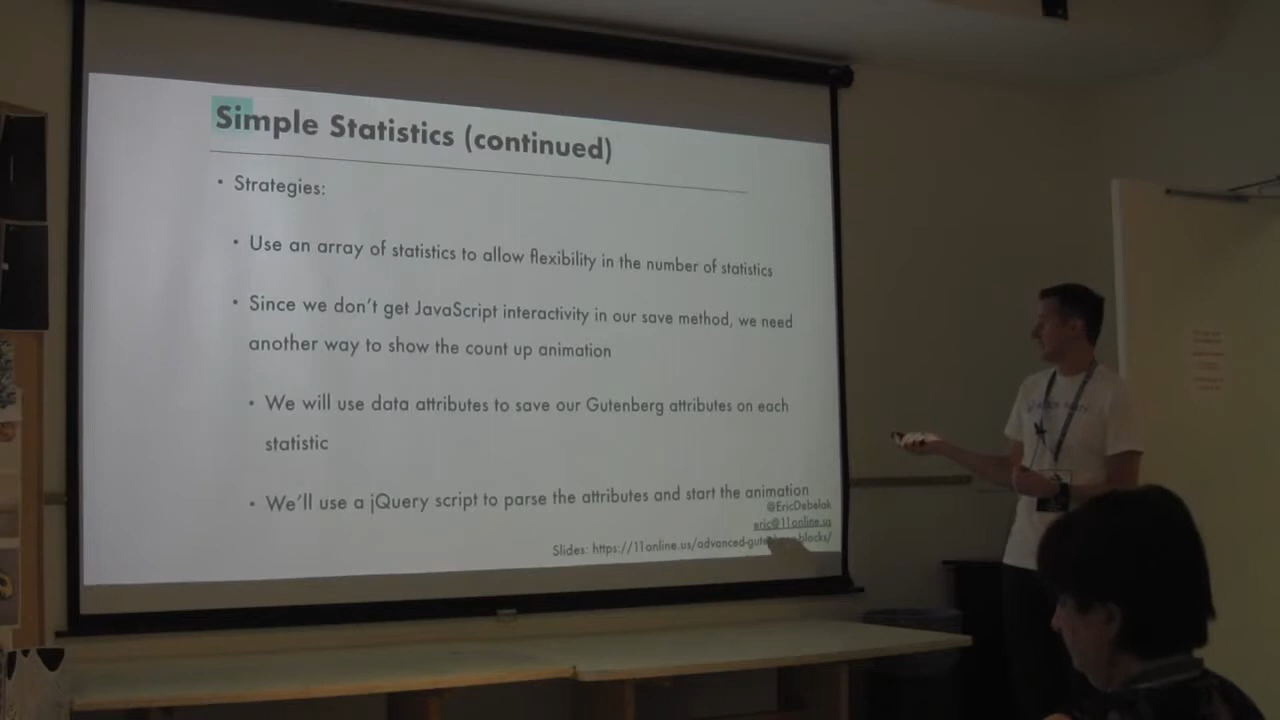 Simple Statistics (continued)
• Strategies:
• Use an array of statistics to allow flexibility in the number of statistics
• Since we don't get JavaScript interactivity in our save method, we need
another way to show the count up animation
• We will use data attributes to save our Gutenberg attributes on each
statistic
• We'll use a jQuery script to parse the attributes and start the animation
@EricDebelak
eric@11online.us
Slides: https://11online.us/advanced-gutenberg-blocks/